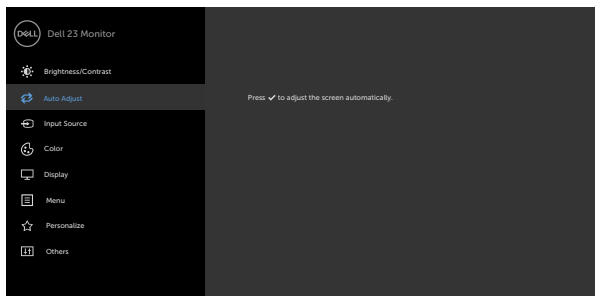 DELL Dell 23 Monitor
Brightness/Contrast
Auto Adjust
Press ✓ to adjust the screen automatically.
Input Source
Color
Display
Menu
Personalize
Others